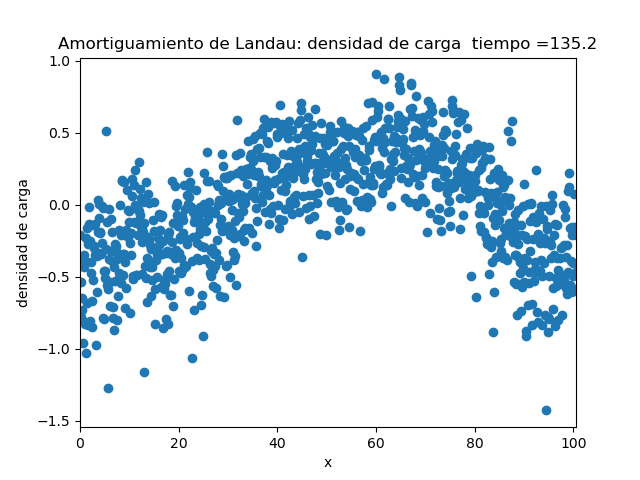 Amortiguamiento de Landau: densidad de carga  tiempo =135.2
1.0
0.5
0.0
−0.5
−1.0
−1.5
densidad de carga
0 20 40 60 80 100
x